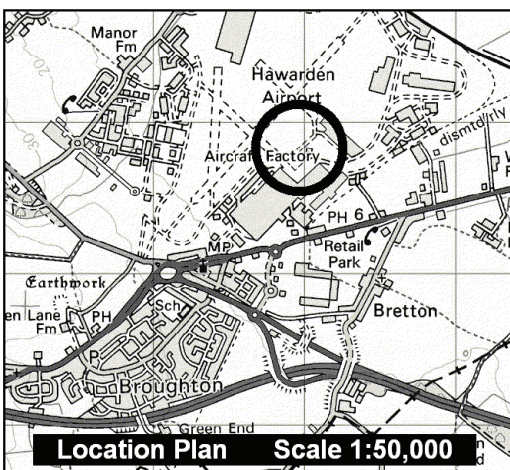 Manor
Fm
Hawarden
Airport
dismtd rly
Aircraft Factory
PH 6
MP
Retail
Park
Earthwork
Sch
Bretton
en Lane
Fm
PH
P
Broughton
Green End
Location Plan Scale 1:50,000